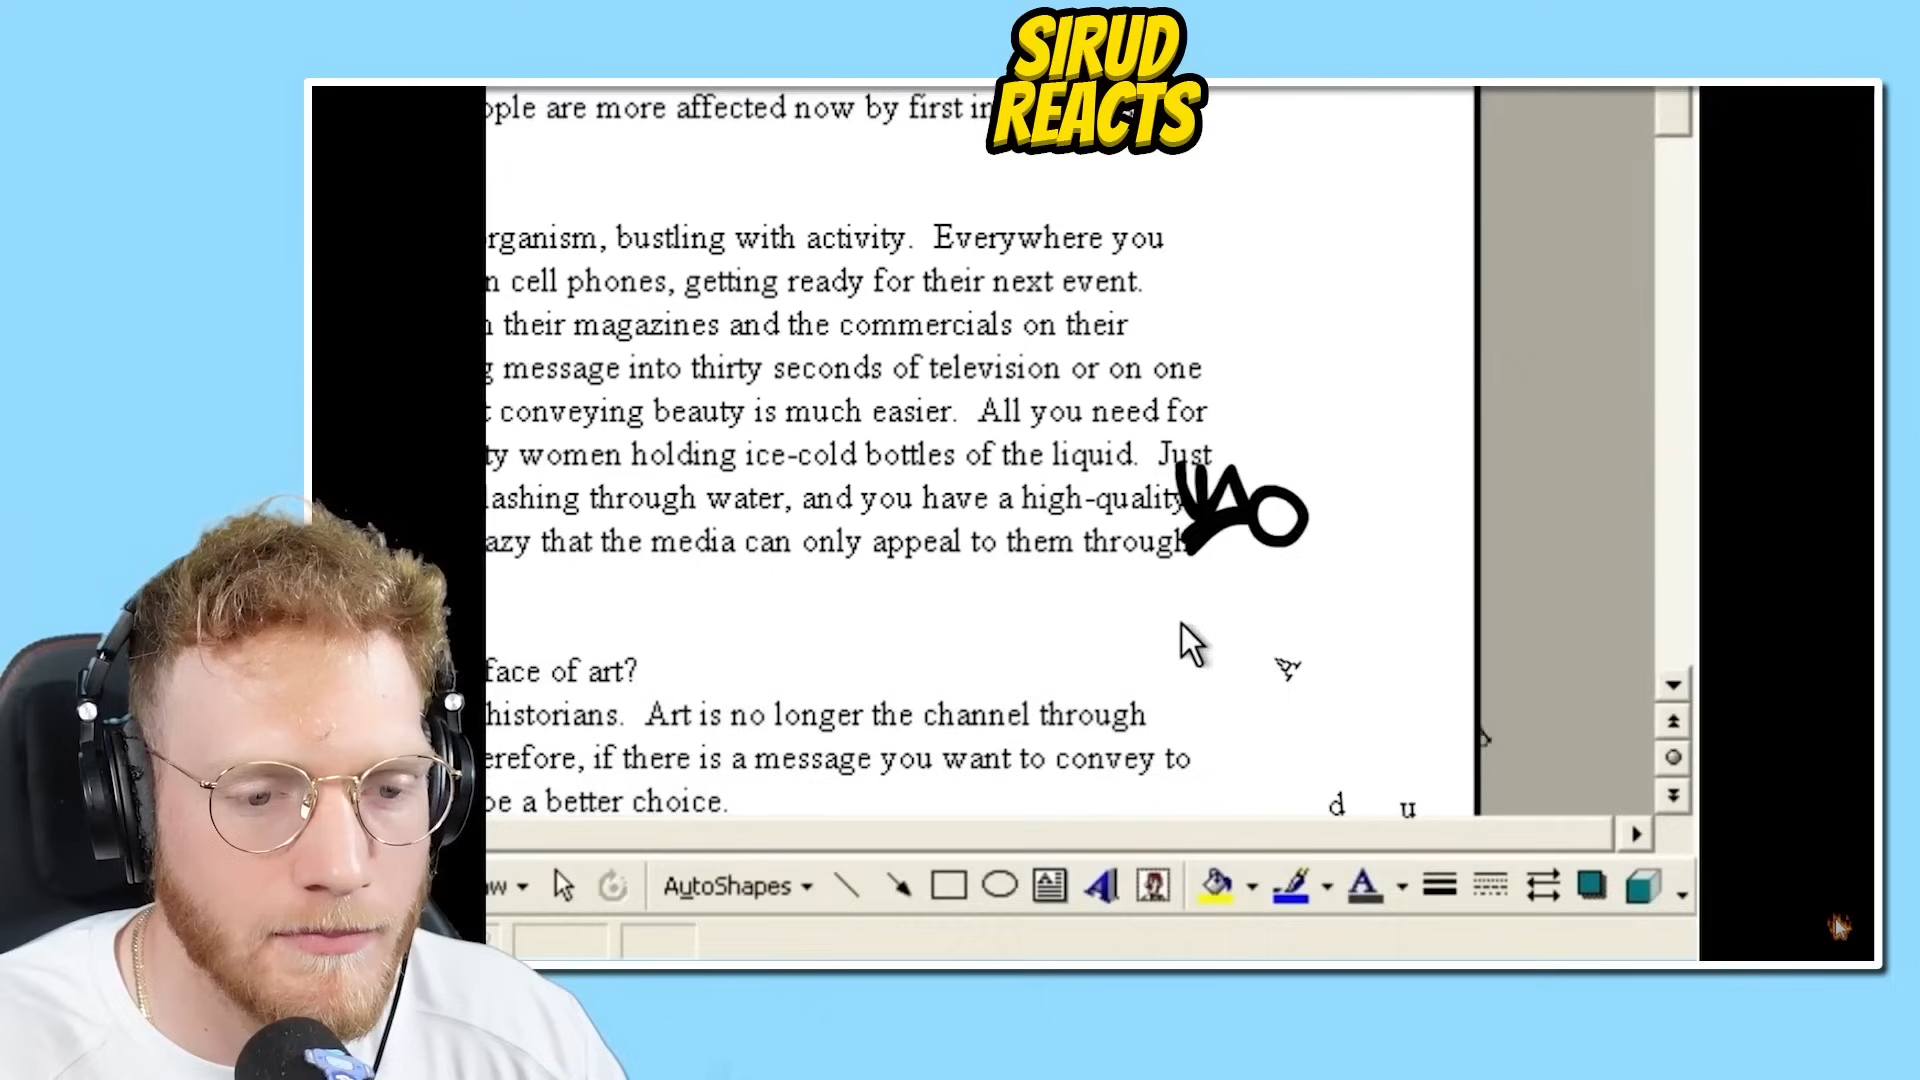 SIRUD
REACTS
ople are more affected now by first in
rganism, bustling with activity.  Everywhere you
n cell phones, getting ready for their next event.
n their magazines and the commercials on their
g message into thirty seconds of television or on one
t conveying beauty is much easier.  All you need for
ty women holding ice-cold bottles of the liquid.  Just
lashing through water, and you have a high-quality
azy that the media can only appeal to them through
A
face of art?
historians.  Art is no longer the channel through
erefore, if there is a message you want to convey to
be a better choice.
d u
aw
AutoShapes